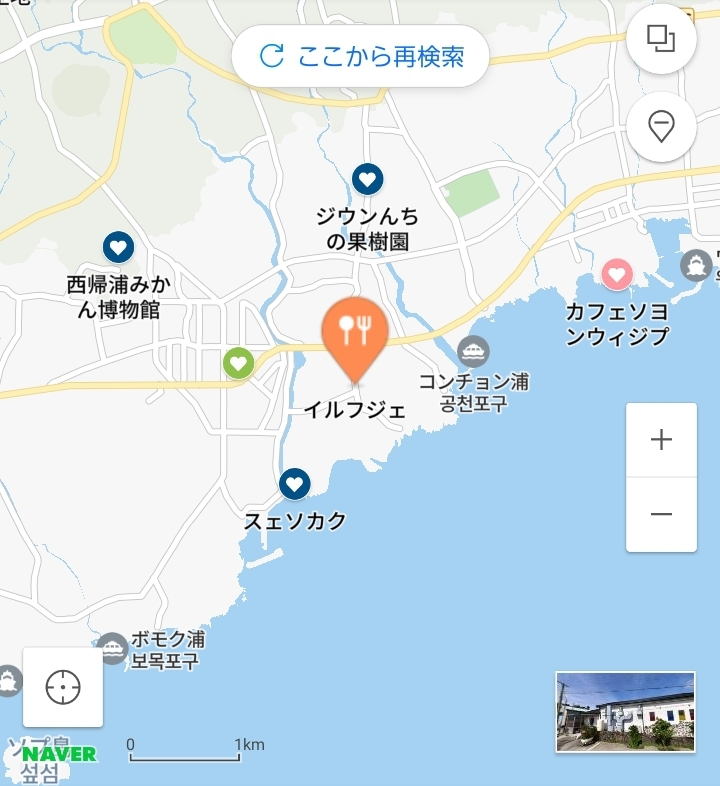 ここから再検索
ジウンんち
の果樹園
西帰浦みか
ん博物館
カフェソヨ
ンウィジプ
コンチョン浦
공천포구
イルフジェ
スェソカク
ボモク浦
보목포구
0
1km
NAVER
섶섬